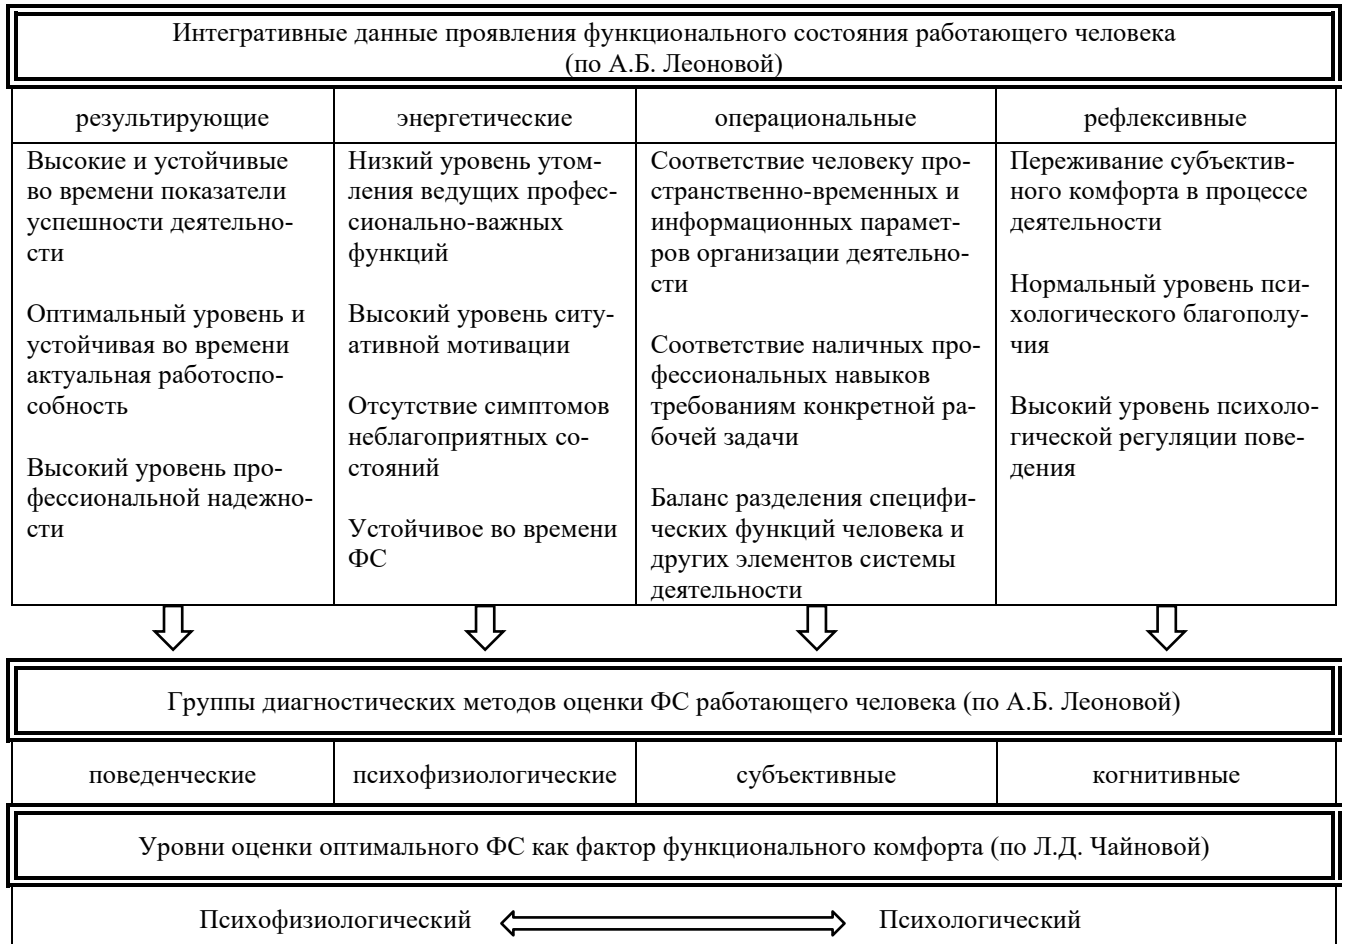 Интегративные данные проявления функционального состояния работающего человека
(по А.Б. Леоновой)
результирующие
энергетические
операциональные
рефлексивные
Высокие и устойчивые
во времени показатели
успешности деятельно-
сти
Оптимальный уровень и
устойчивая во времени
актуальная работоспо-
собность
Высокий уровень про-
фессиональной надежно-
сти
Низкий уровень утом-
ления ведущих профес-
сионально-важных
функций
Высокий уровень ситу-
ативной мотивации
Отсутствие симптомов
неблагоприятных со-
стояний
Устойчивое во времени
ФС
Соответствие человеку про-
странственно-временных и
информационных парамет-
ров организации деятельно-
сти
Соответствие наличных про-
фессиональных навыков
требованиям конкретной ра-
бочей задачи
Баланс разделения специфи-
ческих функций человека и
других элементов системы
деятельности
Переживание субъектив-
ного комфорта в процессе
деятельности
Нормальный уровень пси-
хологического благополу-
чия
Высокий уровень психоло-
гической регуляции пове-
дения
Группы диагностических методов оценки ФС работающего человека (по А.Б. Леоновой)
поведенческие
психофизиологические
субъективные
когнитивные
Уровни оценки оптимального ФС как фактор функционального комфорта (по Л.Д. Чайновой)
Психофизиологический
Психологический